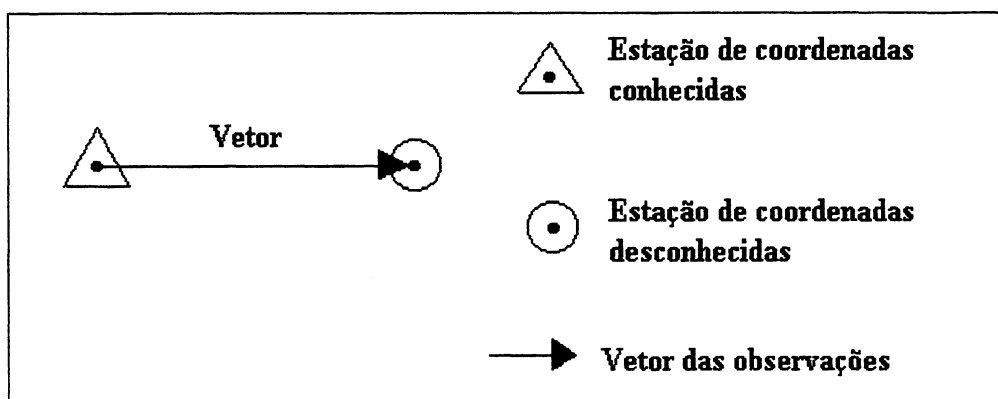 Vetor
Estação de coordenadas
conhecidas
Estação de coordenadas
desconhecidas
Vetor das observações